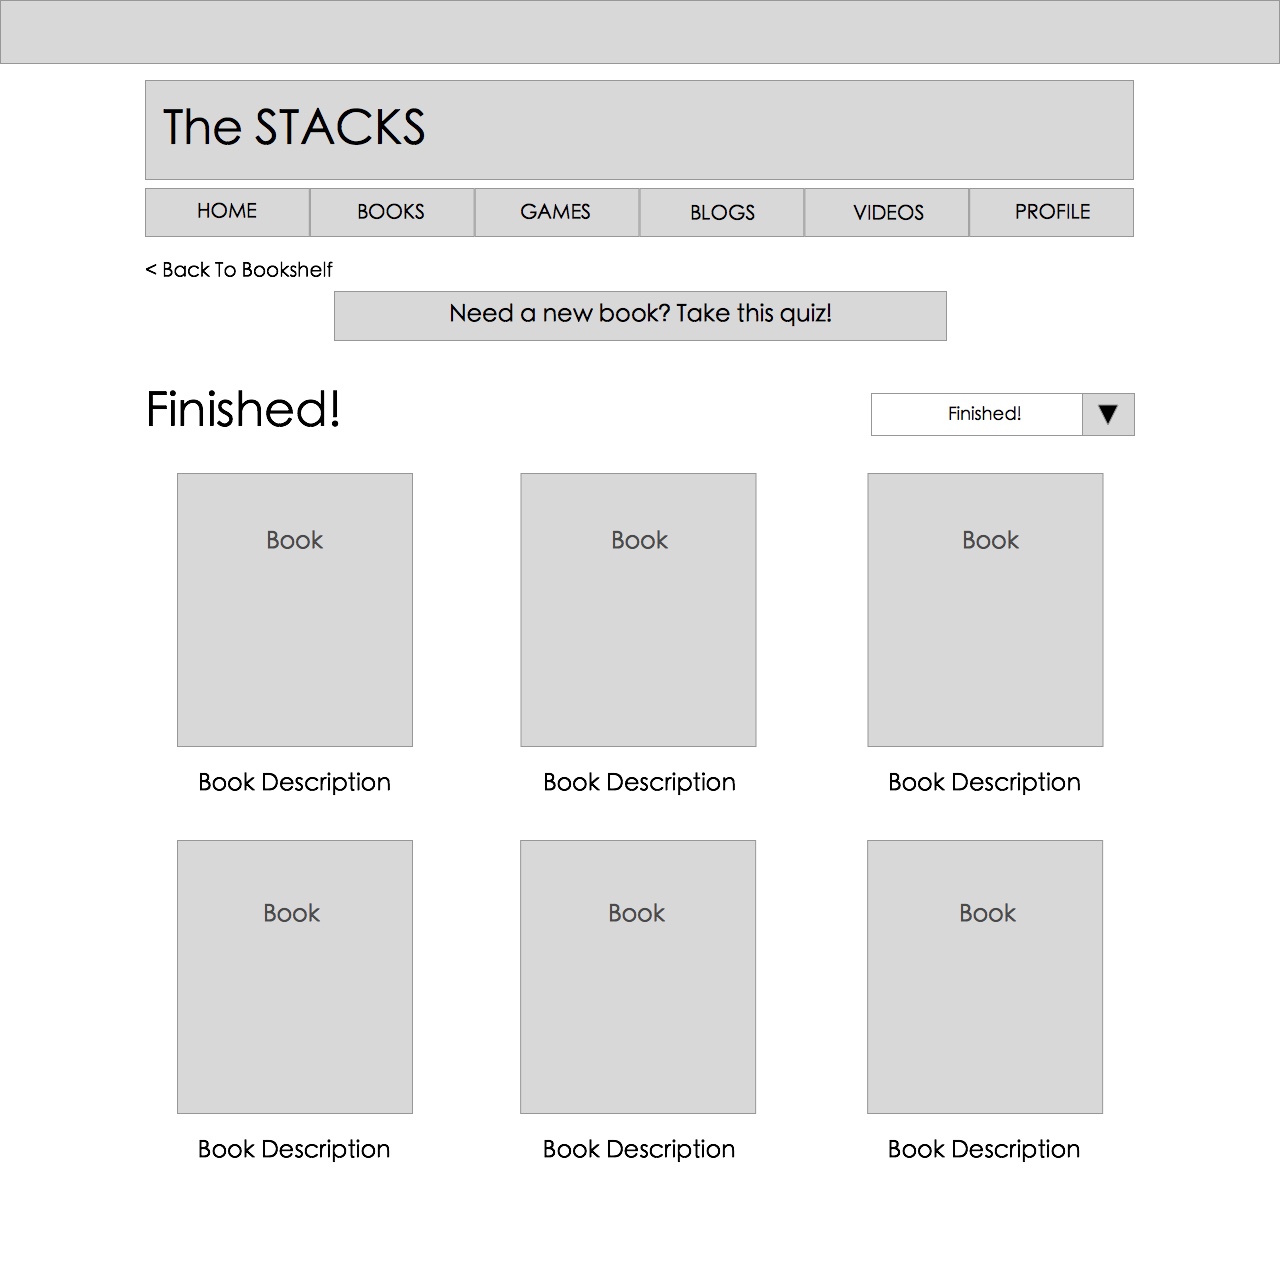 The STACKS
HOME BOOKS GAMES BLOGS VIDEOS PROFILE
< Back To Bookshelf
Need a new book? Take this quiz!
Finished!
Finished!
Book Book Book
Book Description Book Description Book Description
Book Book Book
Book Description Book Description Book Description